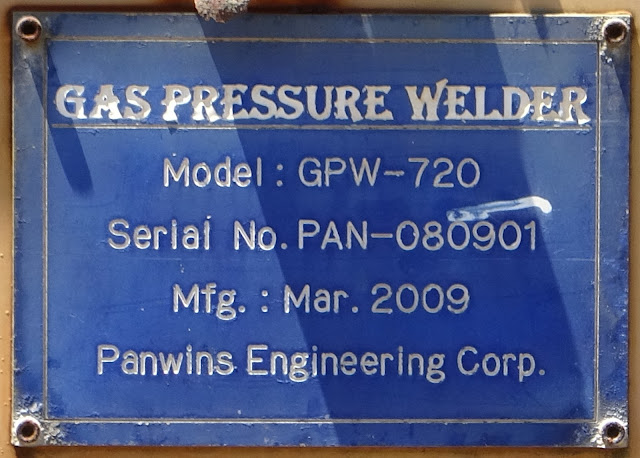 GAS PRESSURE WELDER
Model : GPW-720
Serial No. PAN-080901
Mfg. : Mar. 2009
Panwins Engineering Corp.